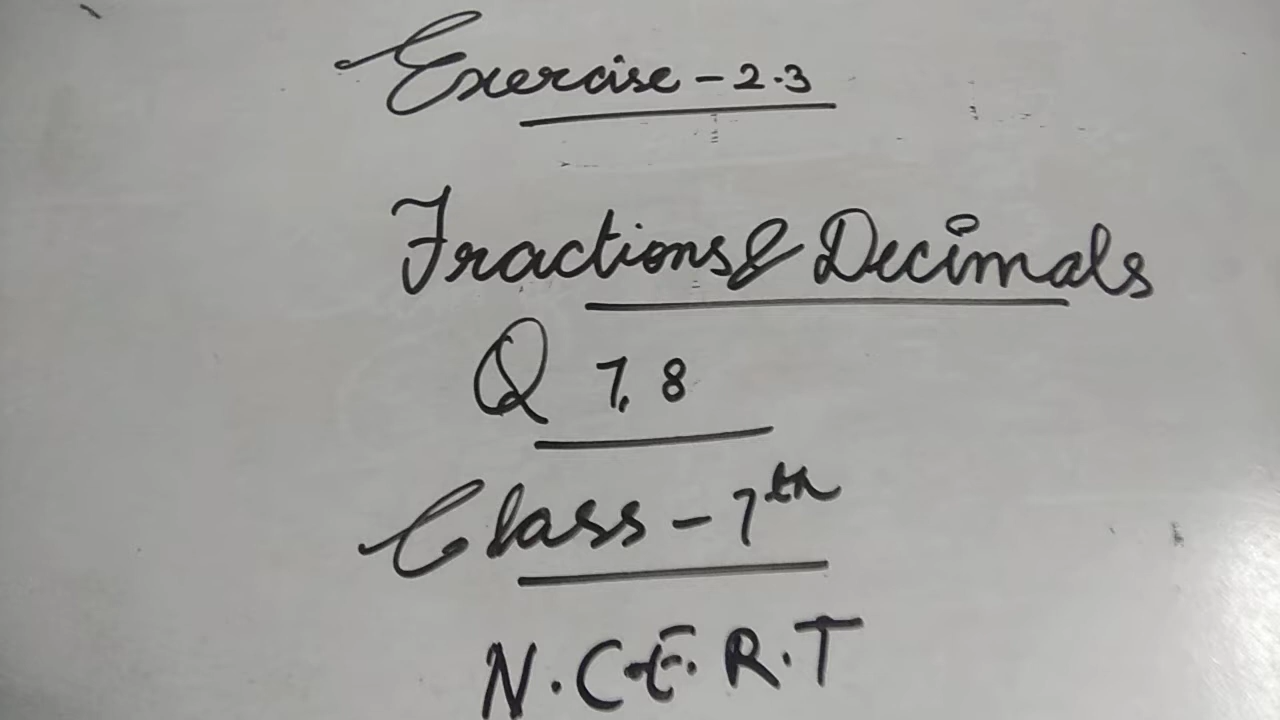 Exercise - 2.3
Fractions & Decimals
Q 7, 8
Class - 7th
N.C.E.R.T